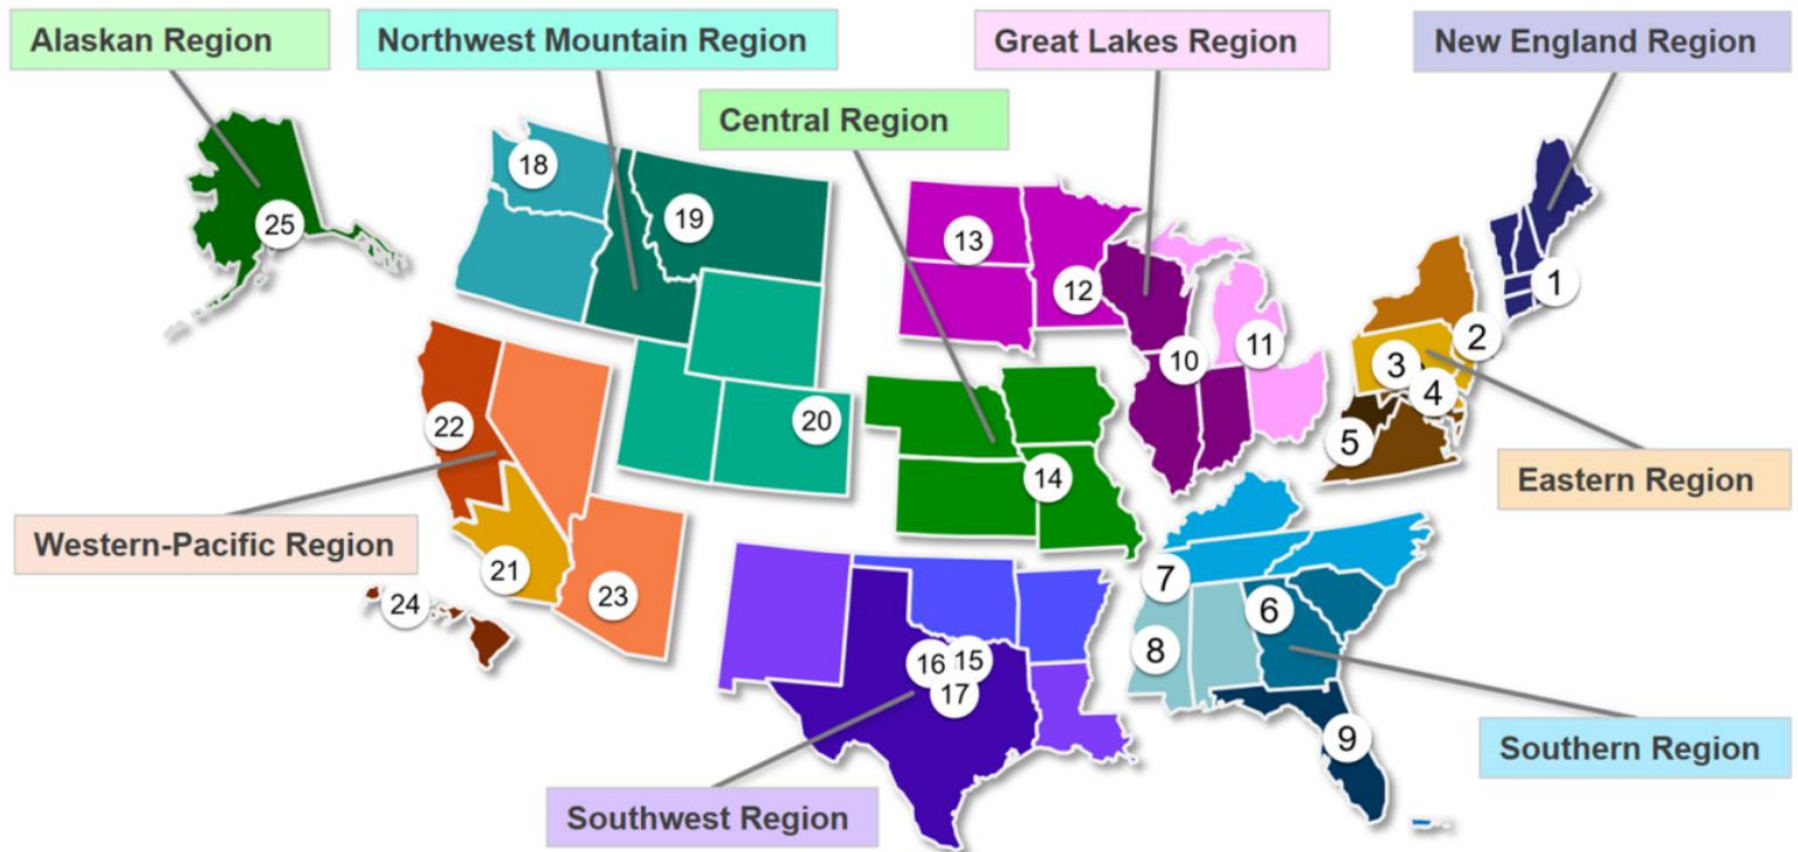 Alaskan Region
Northwest Mountain Region
Great Lakes Region
New England Region
Central Region
18
13
19
25
12
1
2
11
10
3
4
20
22
5
14
Eastern Region
Western-Pacific Region
21
7
23
24
6
8
16
15
17
9
Southern Region
Southwest Region